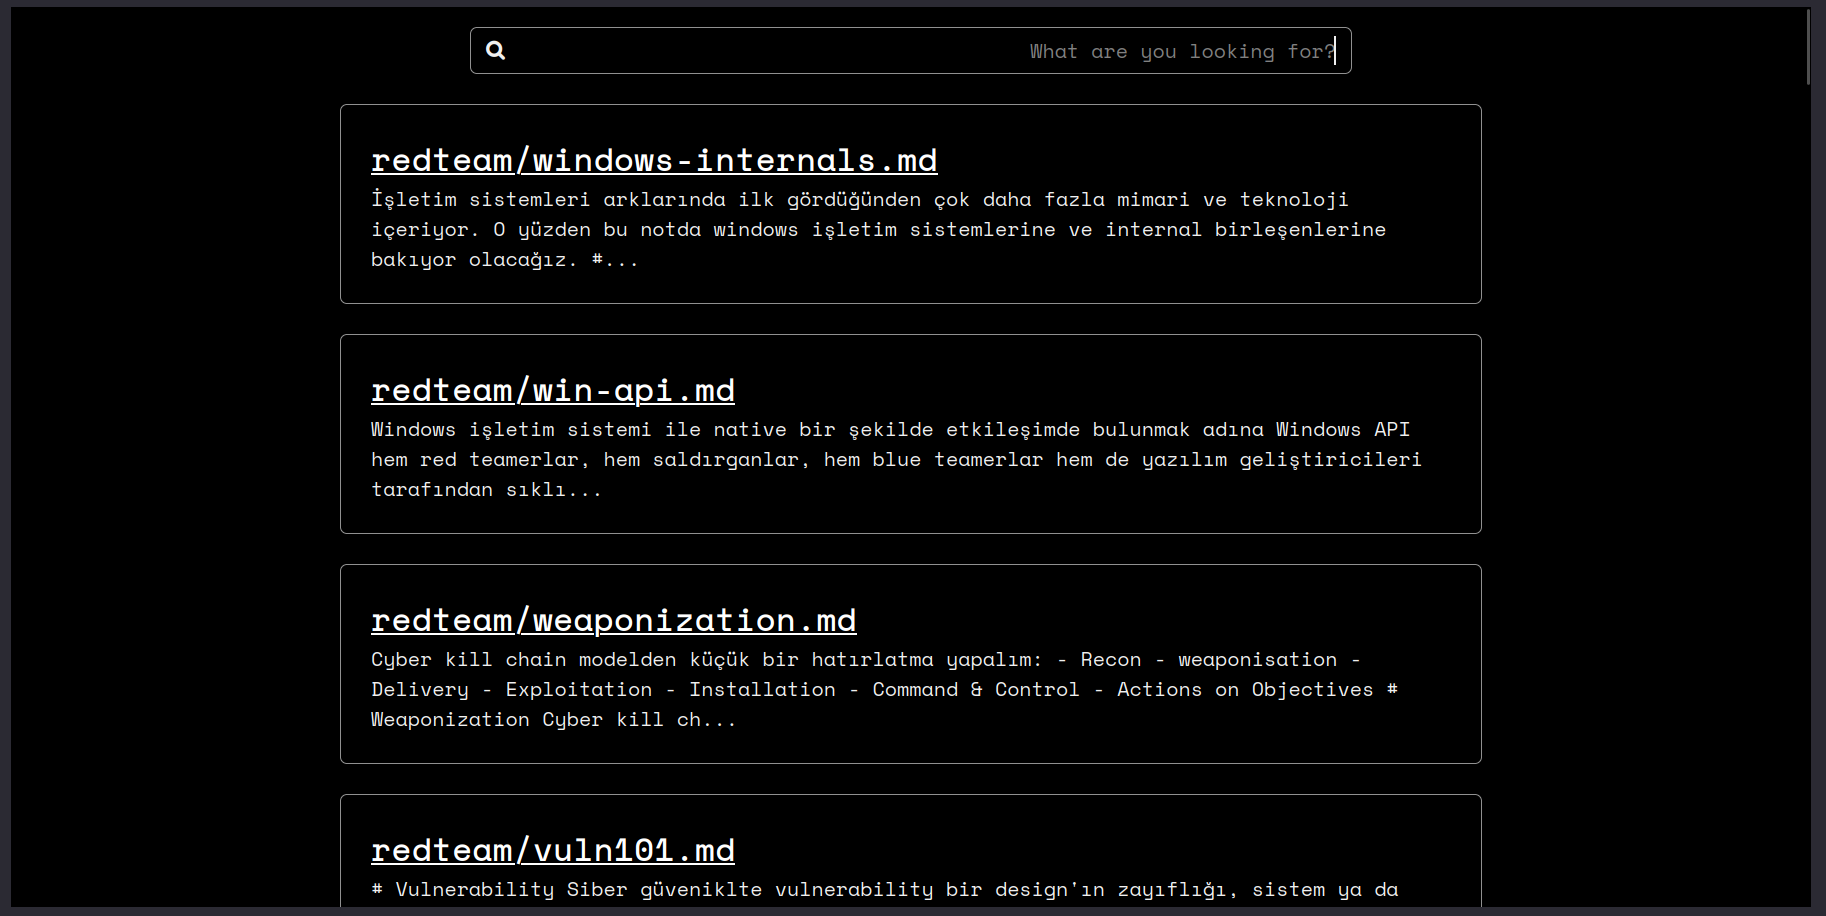 What are you looking for?
redteam/windows-internals.md
İşletim sistemleri arklarında ilk gördüğünden çok daha fazla mimari ve teknoloji
içeriyor. O yüzden bu notda windows işletim sistemlerine ve internal birleşenlerine
bakıyor olacağız. #...
redteam/win-api.md
Windows işletim sistemi ile native bir şekilde etkileşimde bulunmak adına Windows API
hem red teamerlar, hem saldırganlar, hem blue teamerlar hem de yazılım geliştiricileri
tarafından sıklı...
redteam/weaponization.md
Cyber kill chain modelden küçük bir hatırlatma yapalım: - Recon - weaponisation -
Delivery - Exploitation - Installation - Command & Control - Actions on Objectives #
Weaponization Cyber kill ch...
redteam/vuln101.md
# Vulnerability Siber güveniklte vulnerability bir design'ın zayıflığı, sistem ya da